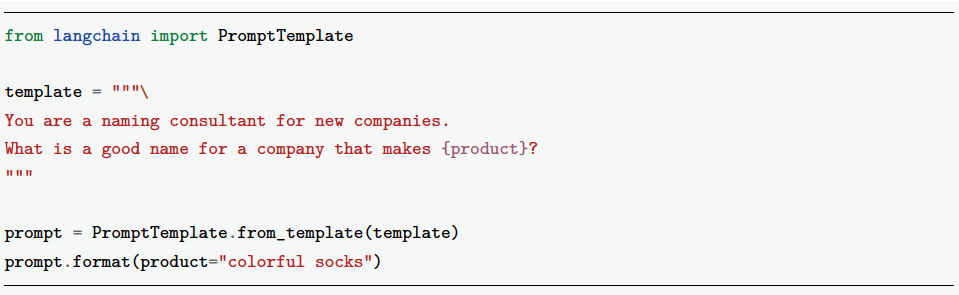 from langchain import PromptTemplate
template = """\
You are a naming consultant for new companies.
What is a good name for a company that makes {product}?
"""
prompt = PromptTemplate.from_template(template)
prompt.format(product="colorful socks")